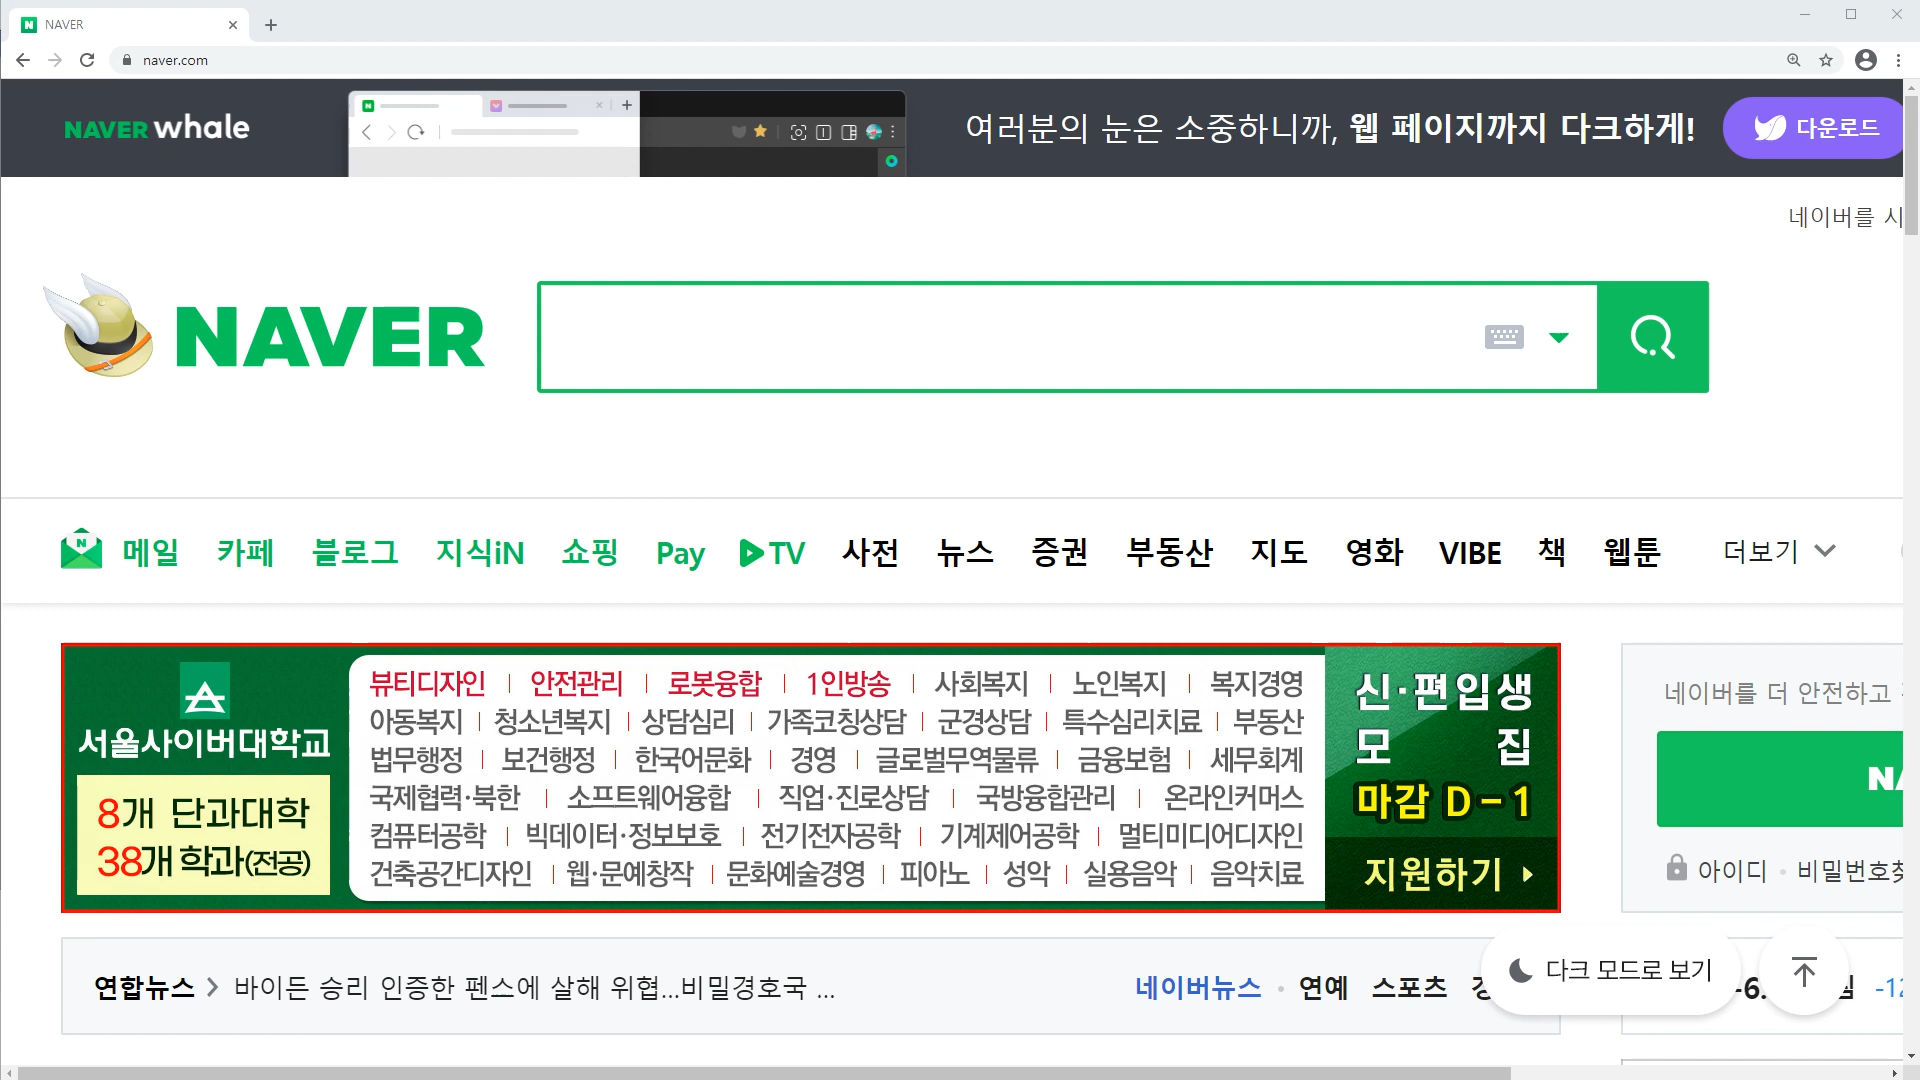 NAVER
naver.com
NAVER whale
여러분의 눈은 소중하니까, 웹 페이지까지 다크하게!
다운로드
네이버를 시
NAVER
메일 카페 블로그 지식iN 쇼핑 Pay TV 사전 뉴스 증권 부동산 지도 영화 VIBE 책 웹툰 더보기
서울사이버대학교
8개 단과대학
38개 학과(전공)
뷰티디자인 | 안전관리 | 로봇융합 | 1인방송 | 사회복지 | 노인복지 | 복지경영
아동복지 | 청소년복지 | 상담심리 | 가족코칭상담 | 군경상담 | 특수심리치료 | 부동산
법무행정 | 보건행정 | 한국어문화 | 경영 | 글로벌무역물류 | 금융보험 | 세무회계
국제협력·북한 | 소프트웨어융합 | 직업·진로상담 | 국방융합관리 | 온라인커머스
컴퓨터공학 | 빅데이터·정보보호 | 전기전자공학 | 기계제어공학 | 멀티미디어디자인
건축공간디자인 | 웹·문예창작 | 문화예술경영 | 피아노 | 성악 | 실용음악 | 음악치료
신·편입생
모 집
마감 D-1
지원하기
네이버를 더 안전하고
아이디 · 비밀번호찾
연합뉴스 > 바이든 승리 인증한 펜스에 살해 위협...비밀경호국 ...
네이버뉴스 · 연예 스포츠
다크 모드로 보기
-6.
-12